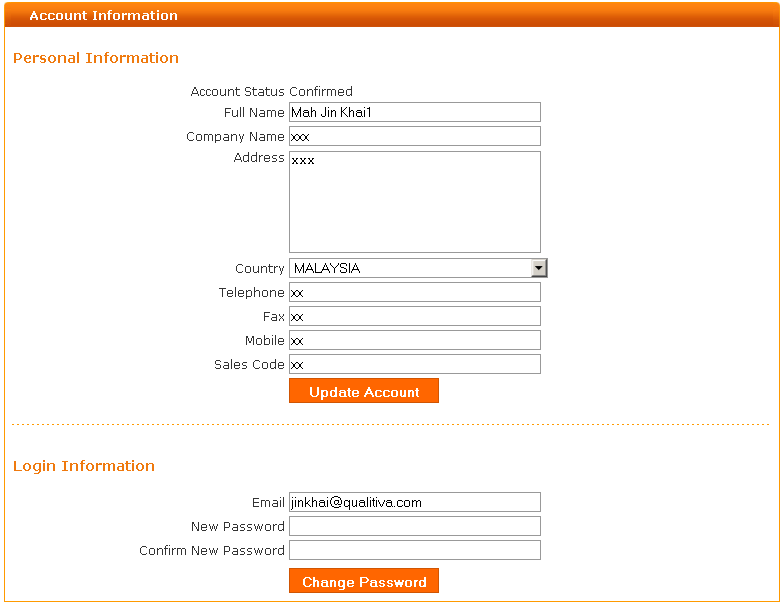 Account Information
Personal Information
Account Status Confirmed
Full Name Mah Jin Khai1
Company Name xxx
Address xxx
Country MALAYSIA
Telephone xx
Fax xx
Mobile xx
Sales Code xx
Update Account
Login Information
Email jinkhai@qualitiva.com
New Password
Confirm New Password
Change Password